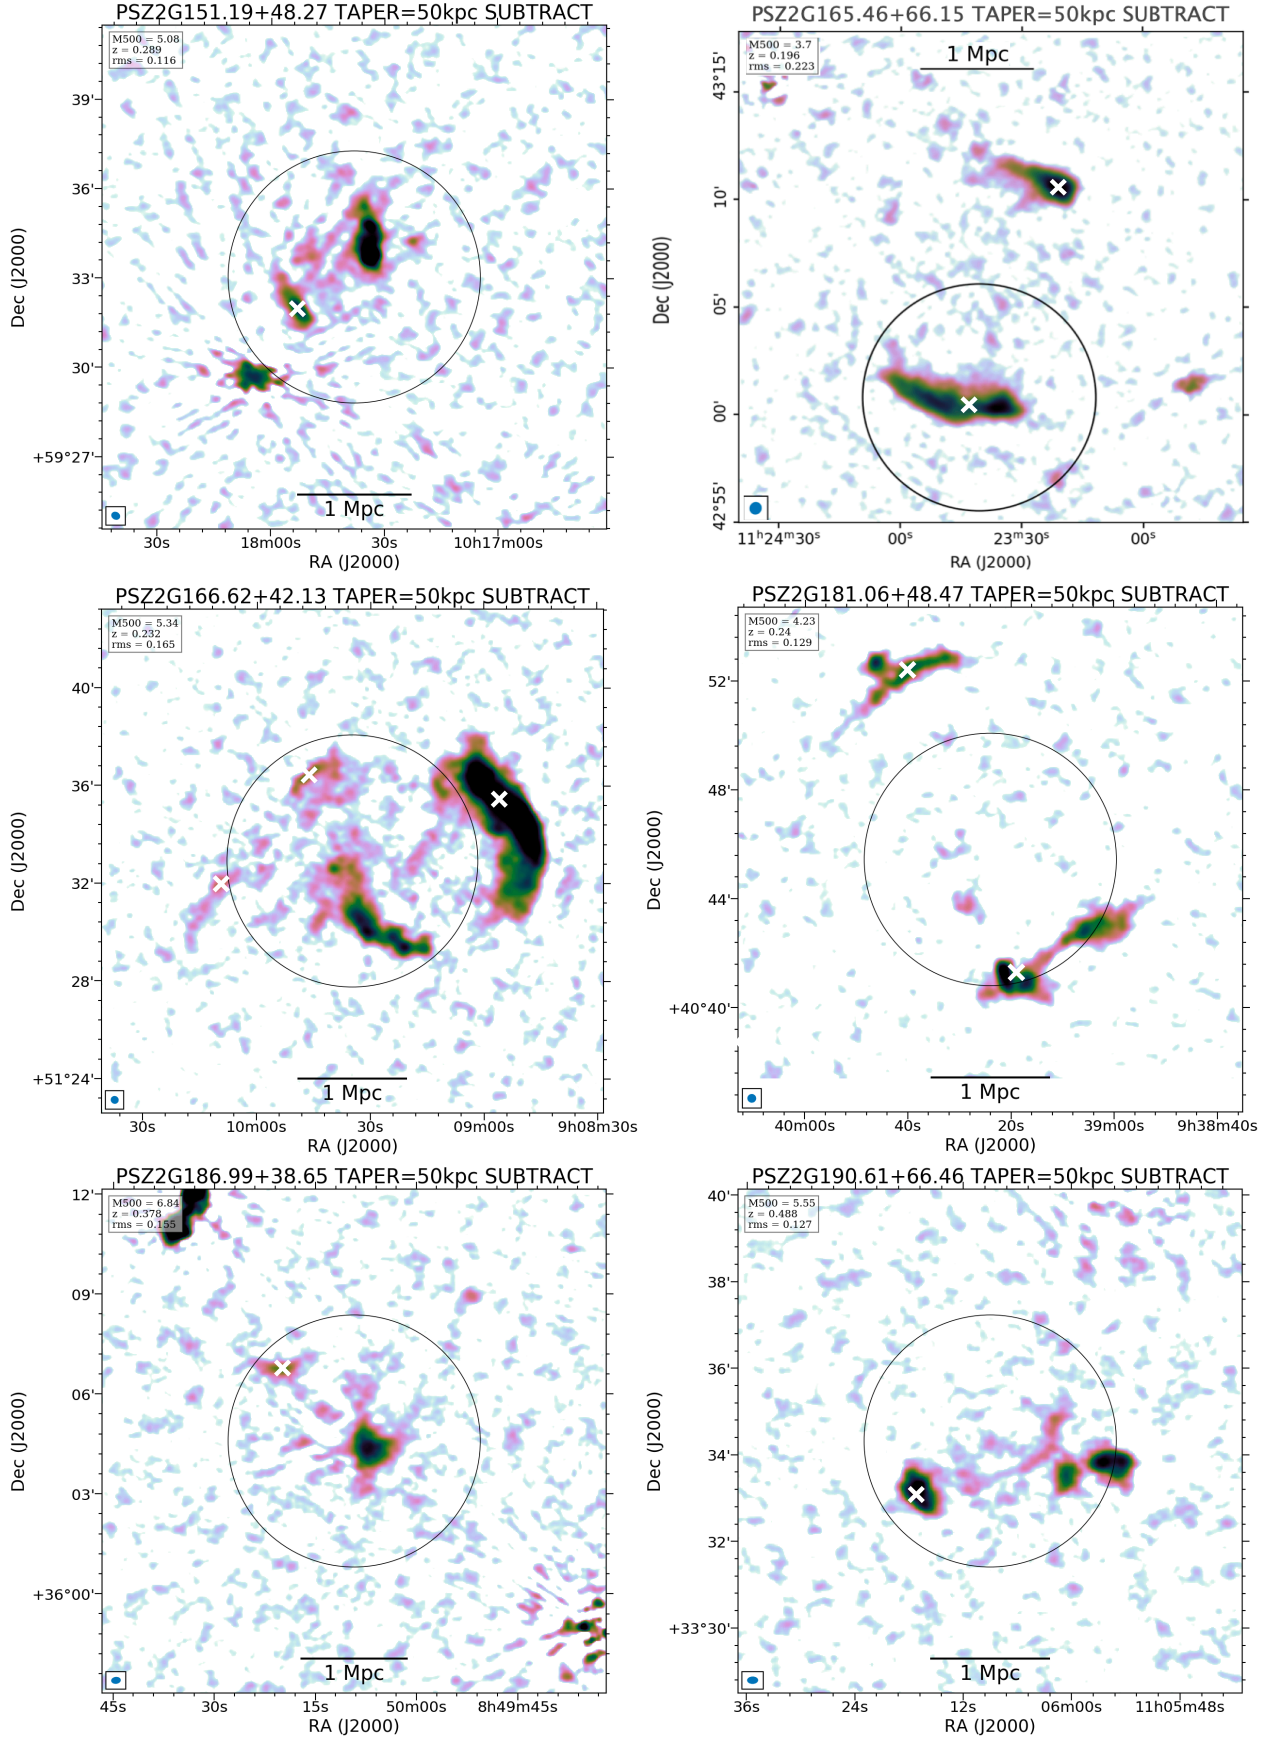 PSZ2G151.19+48.27 TAPER=50kpc SUBTRACT
M500 = 5.08
z = 0.289
rms = 0.116
39'
36'
33'
30'
+59°27'
Dec (J2000)
1 Mpc
30s
18m00s
30s
10h17m00s
RA (J2000)
PSZ2G165.46+66.15 TAPER=50kpc SUBTRACT
M500 = 3.7
z = 0.196
rms = 0.223
1 Mpc
43°15'
10'
05'
00'
42°55'
Dec (J2000)
11h24m30s
00s
23m30s
00s
RA (J2000)
PSZ2G166.62+42.13 TAPER=50kpc SUBTRACT
M500 = 5.34
z = 0.232
rms = 0.165
40'
36'
32'
28'
+51°24'
Dec (J2000)
1 Mpc
30s
10m00s
30s
09m00s
9h08m30s
RA (J2000)
PSZ2G181.06+48.47 TAPER=50kpc SUBTRACT
M500 = 4.23
z = 0.24
rms = 0.129
52'
48'
44'
+40°40'
Dec (J2000)
1 Mpc
40m00s
40s
20s
39m00s
9h38m40s
RA (J2000)
PSZ2G186.99+38.65 TAPER=50kpc SUBTRACT
M500 = 6.84
z = 0.378
rms = 0.155
12'
09'
06'
03'
+36°00'
Dec (J2000)
1 Mpc
45s
30s
15s
50m00s
8h49m45s
RA (J2000)
PSZ2G190.61+66.46 TAPER=50kpc SUBTRACT
M500 = 5.55
z = 0.488
rms = 0.127
40'
38'
36'
34'
32'
+33°30'
Dec (J2000)
1 Mpc
36s
24s
12s
06m00s
11h05m48s
RA (J2000)